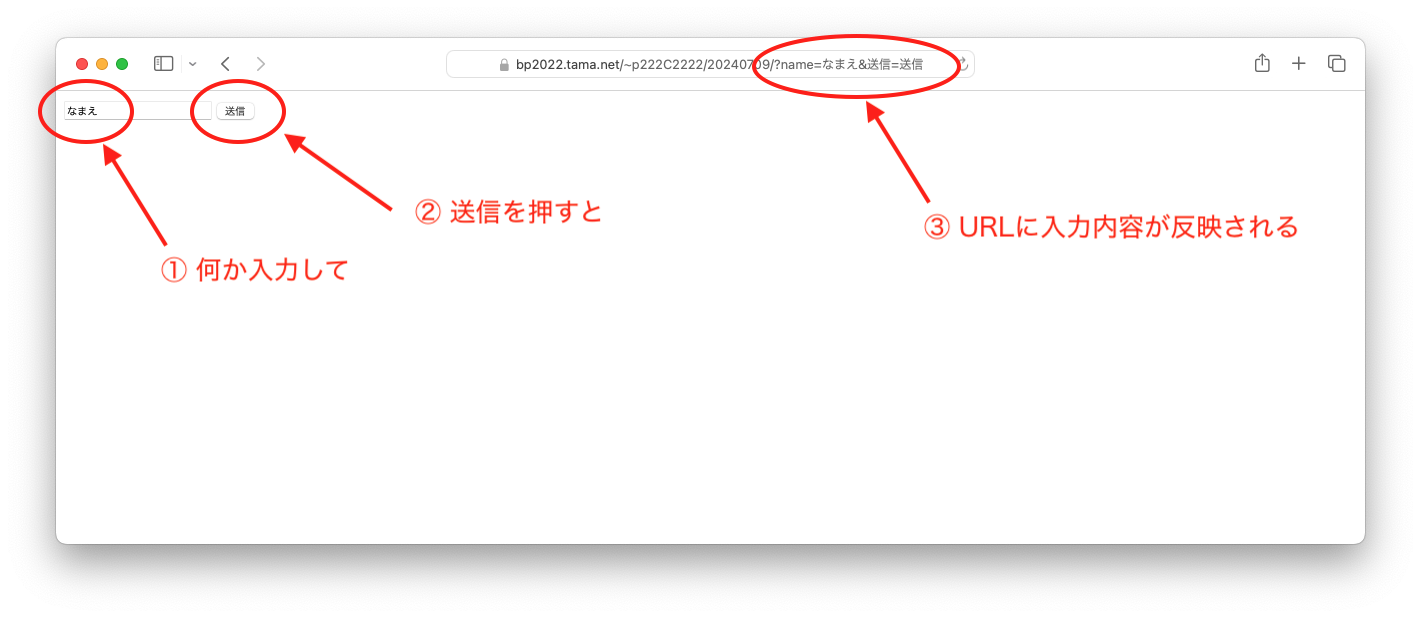 bp2022.tama.net/~p222C2222/20240709/?name=なまえ&送信=送信
なまえ 送信
② 送信を押すと
③ URLに入力内容が反映される
① 何か入力して